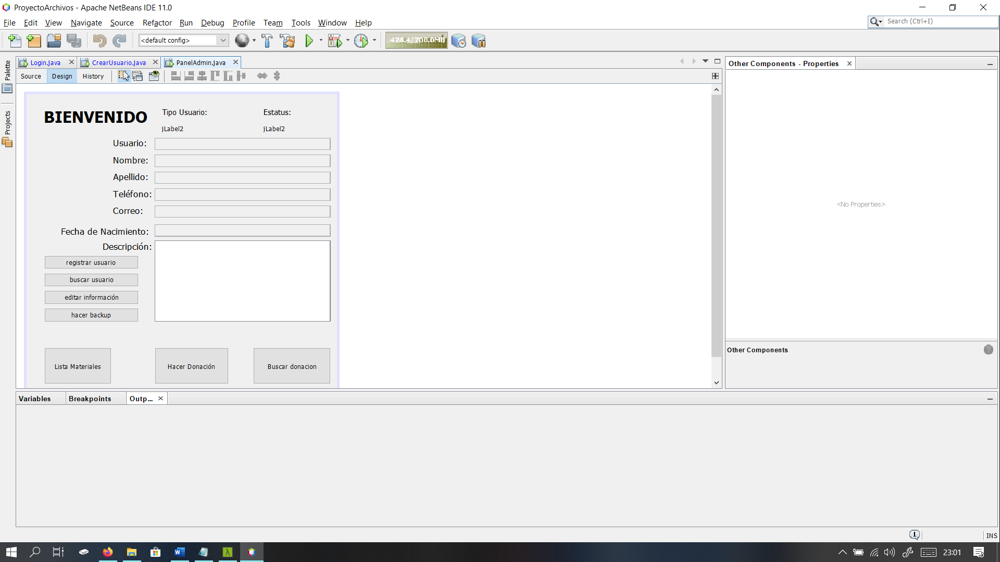 ProyectoArchivos - Apache NetBeans IDE 11.0
File Edit View Navigate Source Refactor Run Debug Profile Team Tools Window Help
Search (Ctrl+I)
<default config>
478.4/708.0MB
Palette
Projects
Login.java CrearUsuario.java PanelAdmin.java
Source Design History
BIENVENIDO
Tipo Usuario: Estatus:
jLabel2 jLabel2
Usuario:
Nombre:
Apellido:
Teléfono:
Correo:
Fecha de Nacimiento:
Descripción:
registrar usuario
buscar usuario
editar información
hacer backup
Lista Materiales Hacer Donación Buscar donacion
Other Components - Properties
<No Properties>
Other Components
Variables Breakpoints Outp...
1
INS
23:01